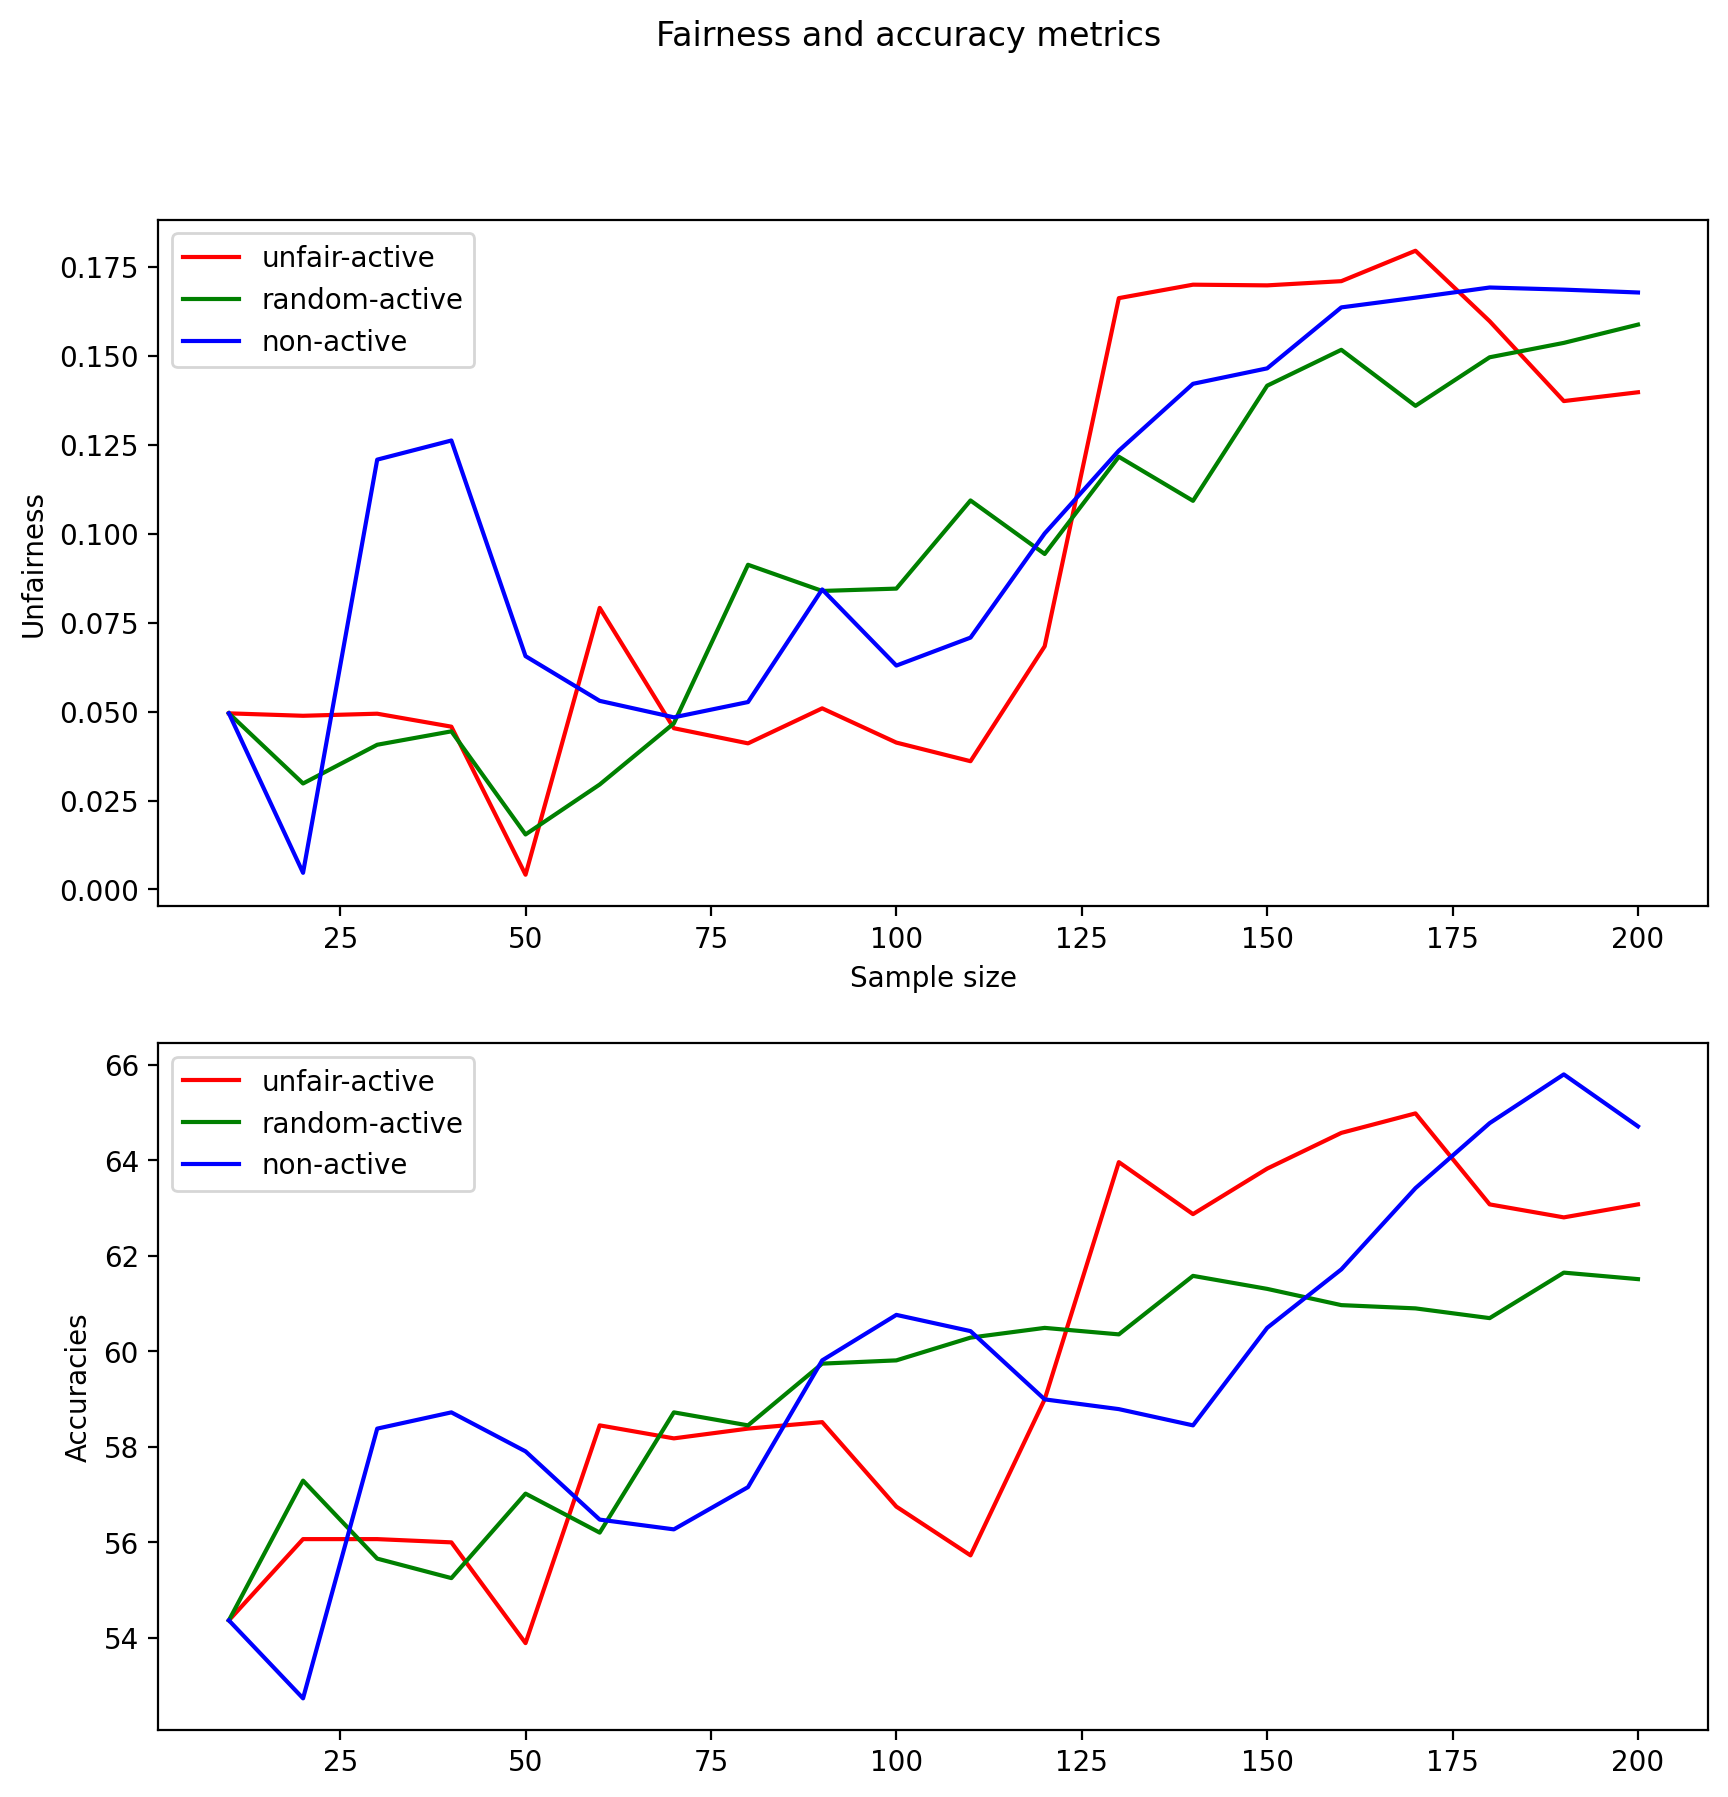 Fairness and accuracy metrics
unfair-active
random-active
non-active
0.175
0.150
0.125
0.100
0.075
0.050
0.025
0.000
Unfairness
25 50 75 100 125 150 175 200
Sample size
unfair-active
random-active
non-active
66
64
62
60
58
56
54
Accuracies
25 50 75 100 125 150 175 200